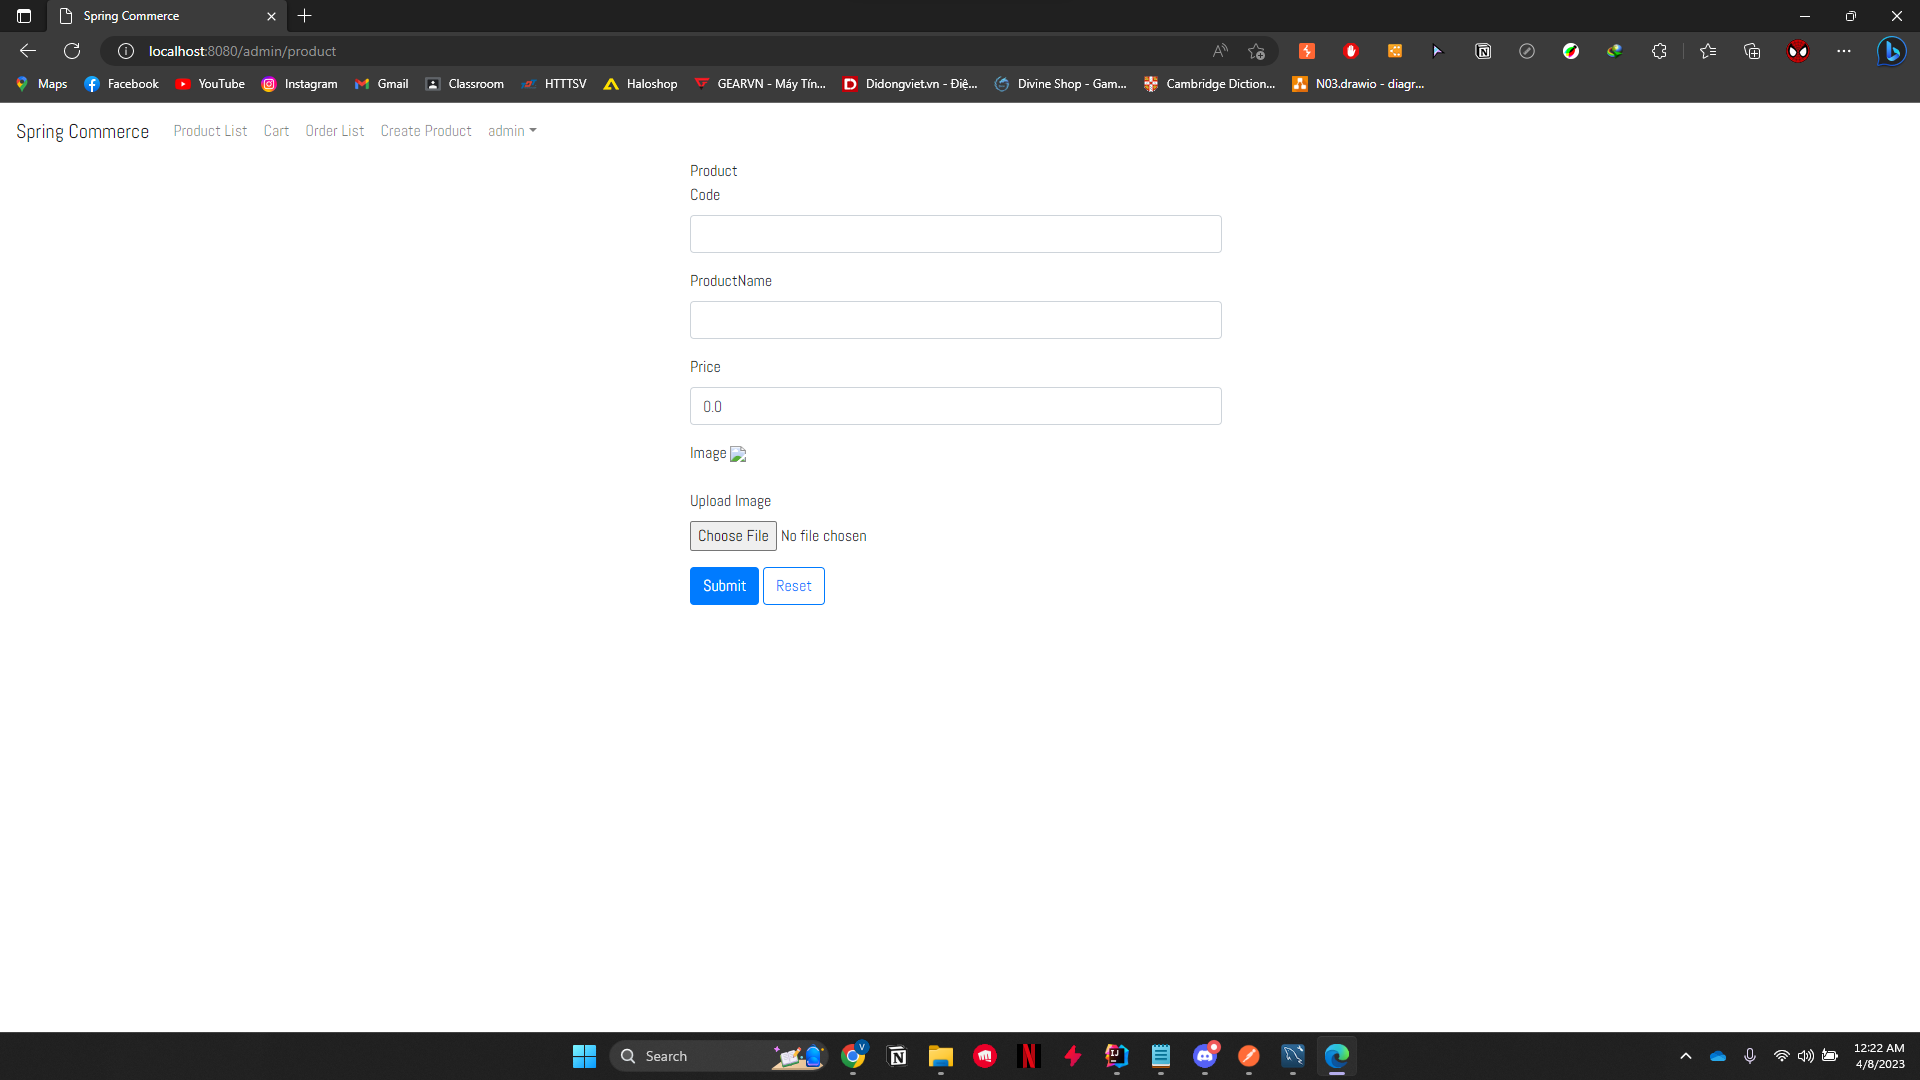 Spring Commerce
localhost:8080/admin/product
Maps Facebook YouTube Instagram Gmail Classroom HTTTSV Haloshop GEARVN - Máy Tín... Didongviet.vn - Điệ... Divine Shop - Gam... Cambridge Diction... N03.drawio - diagr...
Spring Commerce Product List Cart Order List Create Product admin
Product
Code
ProductName
Price
0.0
Image
Upload Image
Choose File No file chosen
Submit Reset
Search
12:22 AM
4/8/2023